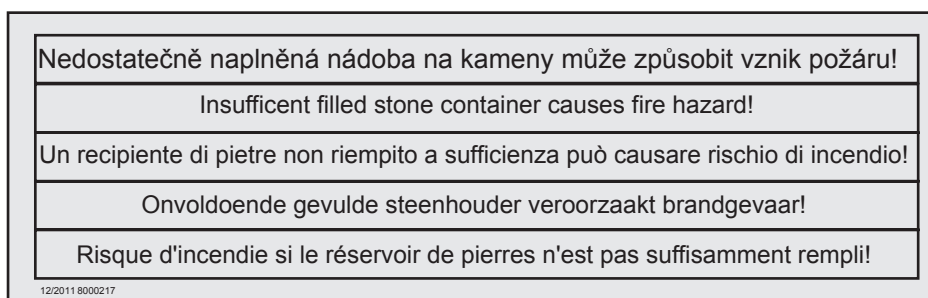 Nedostatečně naplněná nádoba na kameny může způsobit vznik požáru!
Insufficent filled stone container causes fire hazard!
Un recipiente di pietre non riempito a sufficienza può causare rischio di incendio!
Onvoldoende gevulde steenhouder veroorzaakt brandgevaar!
Risque d'incendie si le réservoir de pierres n'est pas suffisamment rempli!
12/2011 8000217